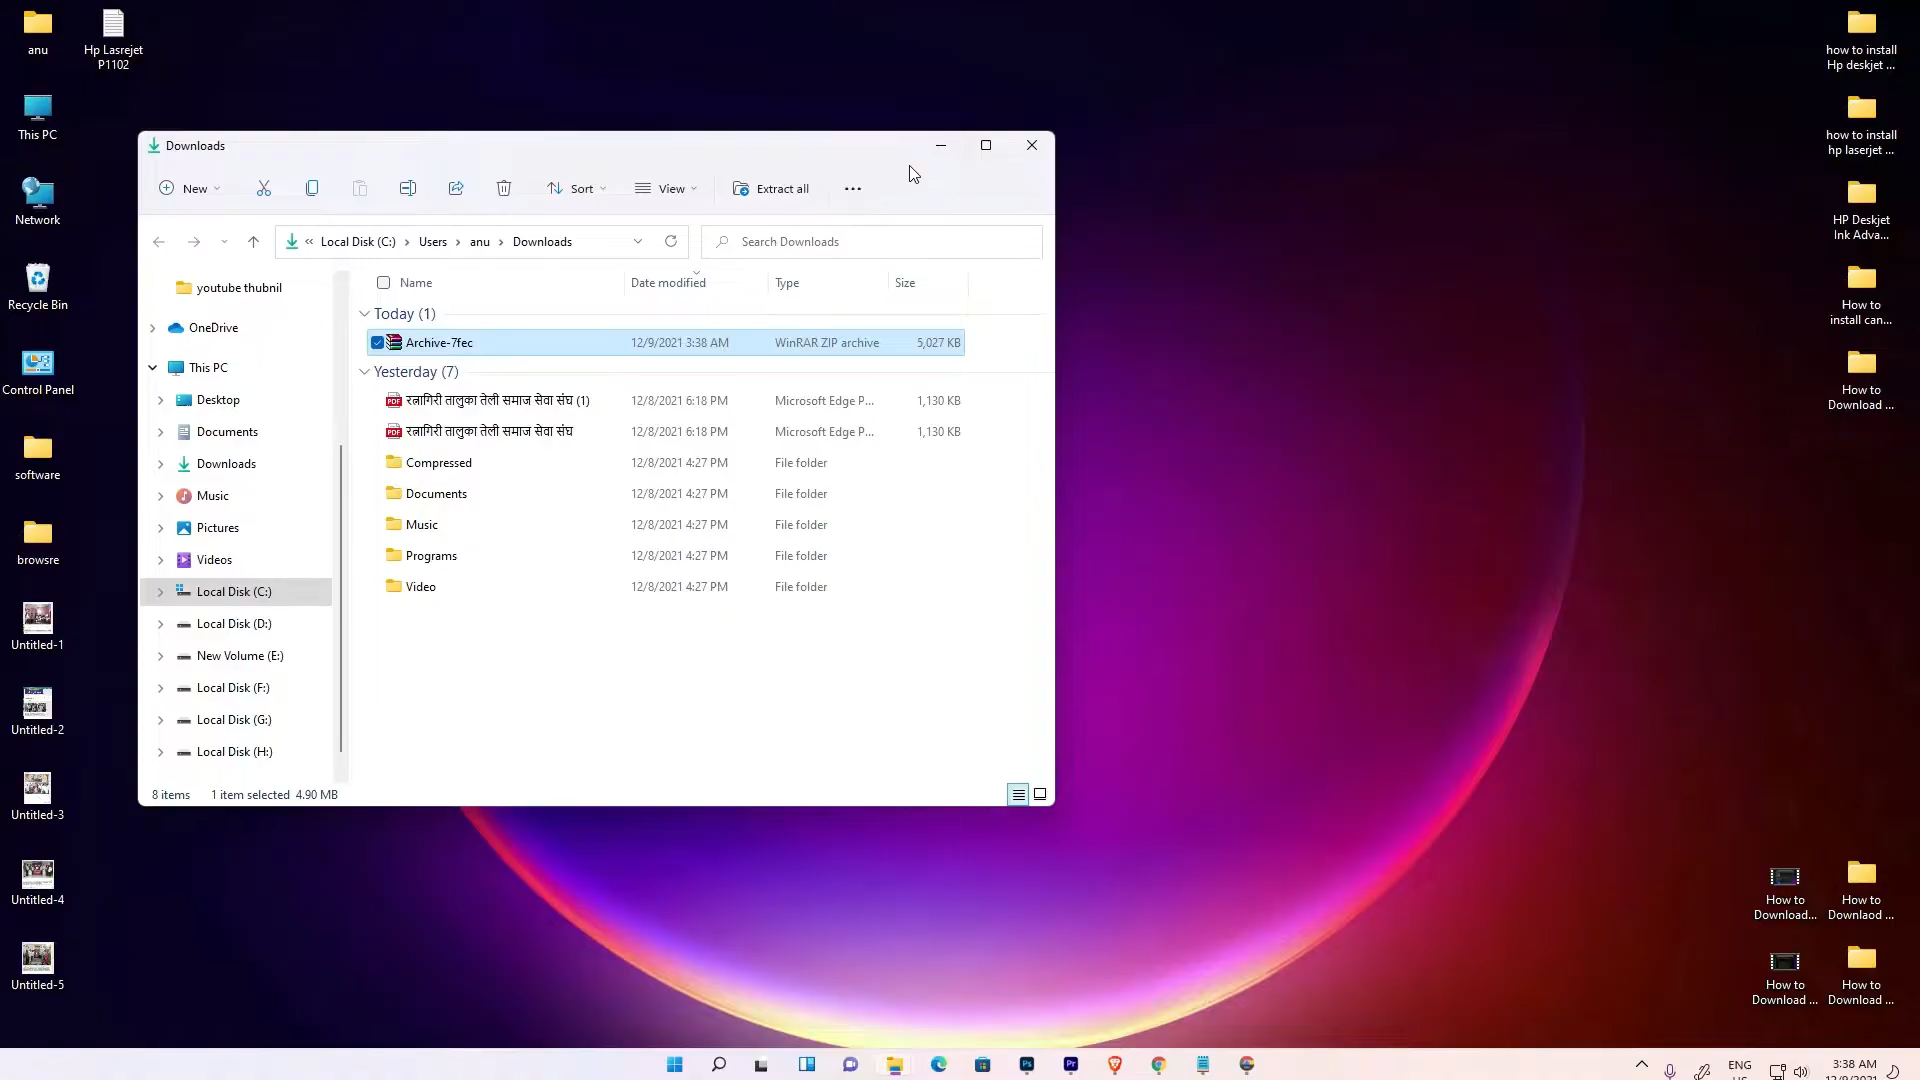 anu
Hp Lasrejet
P1102
This PC
Network
Recycle Bin
Control Panel
software
browsre
Untitled-1
Untitled-2
Untitled-3
Untitled-4
Untitled-5
Downloads
New
Sort
View
Extract all
« Local Disk (C:) > Users > anu > Downloads
Search Downloads
youtube thubnil
OneDrive
This PC
Desktop
Documents
Downloads
Music
Pictures
Videos
Local Disk (C:)
Local Disk (D:)
New Volume (E:)
Local Disk (F:)
Local Disk (G:)
Local Disk (H:)
Name Date modified Type Size
Today (1)
Archive-7fec 12/9/2021 3:38 AM WinRAR ZIP archive 5,027 KB
Yesterday (7)
रत्नागिरी तालुका तेली समाज सेवा संघ (1) 12/8/2021 6:18 PM Microsoft Edge P... 1,130 KB
रत्नागिरी तालुका तेली समाज सेवा संघ 12/8/2021 6:18 PM Microsoft Edge P... 1,130 KB
Compressed 12/8/2021 4:27 PM File folder
Documents 12/8/2021 4:27 PM File folder
Music 12/8/2021 4:27 PM File folder
Programs 12/8/2021 4:27 PM File folder
Video 12/8/2021 4:27 PM File folder
8 items 1 item selected 4.90 MB
how to install
Hp deskjet ...
how to install
hp laserjet ...
HP Deskjet
Ink Adva...
How to
install can...
How to
Download ...
How to
Download...
How to
Downlaod ...
How to
Download ...
How to
Download ...
ENG
3:38 AM